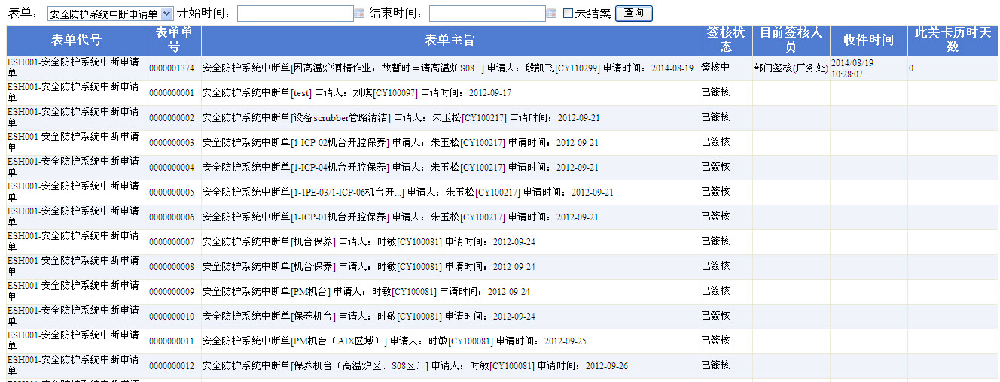 表单： 安全防护系统中断申请单 开始时间： 结束时间： 未结案 查询
表单代号 表单单号 表单主旨 签核状态 目前签核人员 收件时间 此关卡历时天数
ESH001-安全防护系统中断申请单 0000001374 安全防护系统中断单[因高温炉酒精作业，故暂时申请高温炉S08...] 申请人：殷凯飞[CY110299] 申请时间：2014-08-19 簽核中 部门签核(厂务处) 2014/08/19 10:28:07 0
ESH001-安全防护系统中断申请单 0000000001 安全防护系统中断单[test] 申请人：刘琪[CY100097] 申请时间：2012-09-17 已簽核
ESH001-安全防护系统中断申请单 0000000002 安全防护系统中断单[设备scrubber管路清洁] 申请人：朱玉松[CY100217] 申请时间：2012-09-21 已簽核
ESH001-安全防护系统中断申请单 0000000003 安全防护系统中断单[1-ICP-02机台开腔保养] 申请人：朱玉松[CY100217] 申请时间：2012-09-21 已簽核
ESH001-安全防护系统中断申请单 0000000004 安全防护系统中断单[1-ICP-04机台开腔保养] 申请人：朱玉松[CY100217] 申请时间：2012-09-21 已簽核
ESH001-安全防护系统中断申请单 0000000005 安全防护系统中断单[1-1PE-03/1-ICP-06机台开...] 申请人：朱玉松[CY100217] 申请时间：2012-09-21 已簽核
ESH001-安全防护系统中断申请单 0000000006 安全防护系统中断单[1-ICP-01机台开腔保养] 申请人：朱玉松[CY100217] 申请时间：2012-09-21 已簽核
ESH001-安全防护系统中断申请单 0000000007 安全防护系统中断单[机台保养] 申请人：时敏[CY100081] 申请时间：2012-09-24 已簽核
ESH001-安全防护系统中断申请单 0000000008 安全防护系统中断单[机台保养] 申请人：时敏[CY100081] 申请时间：2012-09-24 已簽核
ESH001-安全防护系统中断申请单 0000000009 安全防护系统中断单[PM机台] 申请人：时敏[CY100081] 申请时间：2012-09-24 已簽核
ESH001-安全防护系统中断申请单 0000000010 安全防护系统中断单[保养机台] 申请人：时敏[CY100081] 申请时间：2012-09-24 已簽核
ESH001-安全防护系统中断申请单 0000000011 安全防护系统中断单[PM机台（AIX区域）] 申请人：时敏[CY100081] 申请时间：2012-09-25 已簽核
ESH001-安全防护系统中断申请单 0000000012 安全防护系统中断单[保养机台（高温炉区、S08区）] 申请人：时敏[CY100081] 申请时间：2012-09-26 已簽核